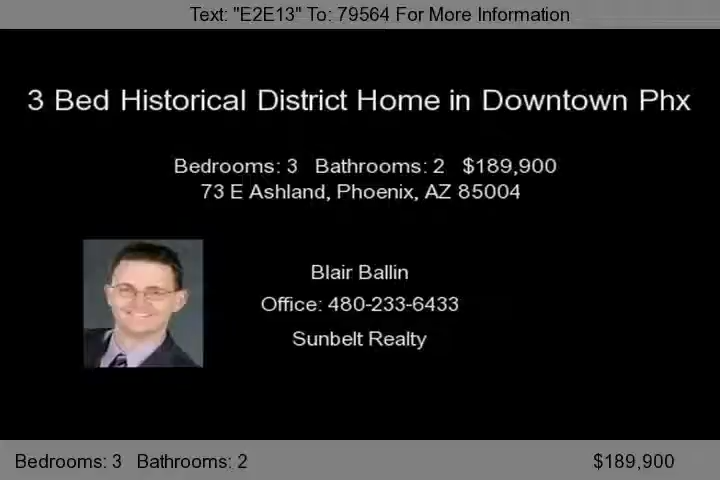 Text: "E2E13" To: 79564 For More Information
3 Bed Historical District Home in Downtown Phx
Bedrooms: 3 Bathrooms: 2 $189,900
73 E Ashland, Phoenix, AZ 85004
Blair Ballin
Office: 480-233-6433
Sunbelt Realty
Bedrooms: 3 Bathrooms: 2 $189,900